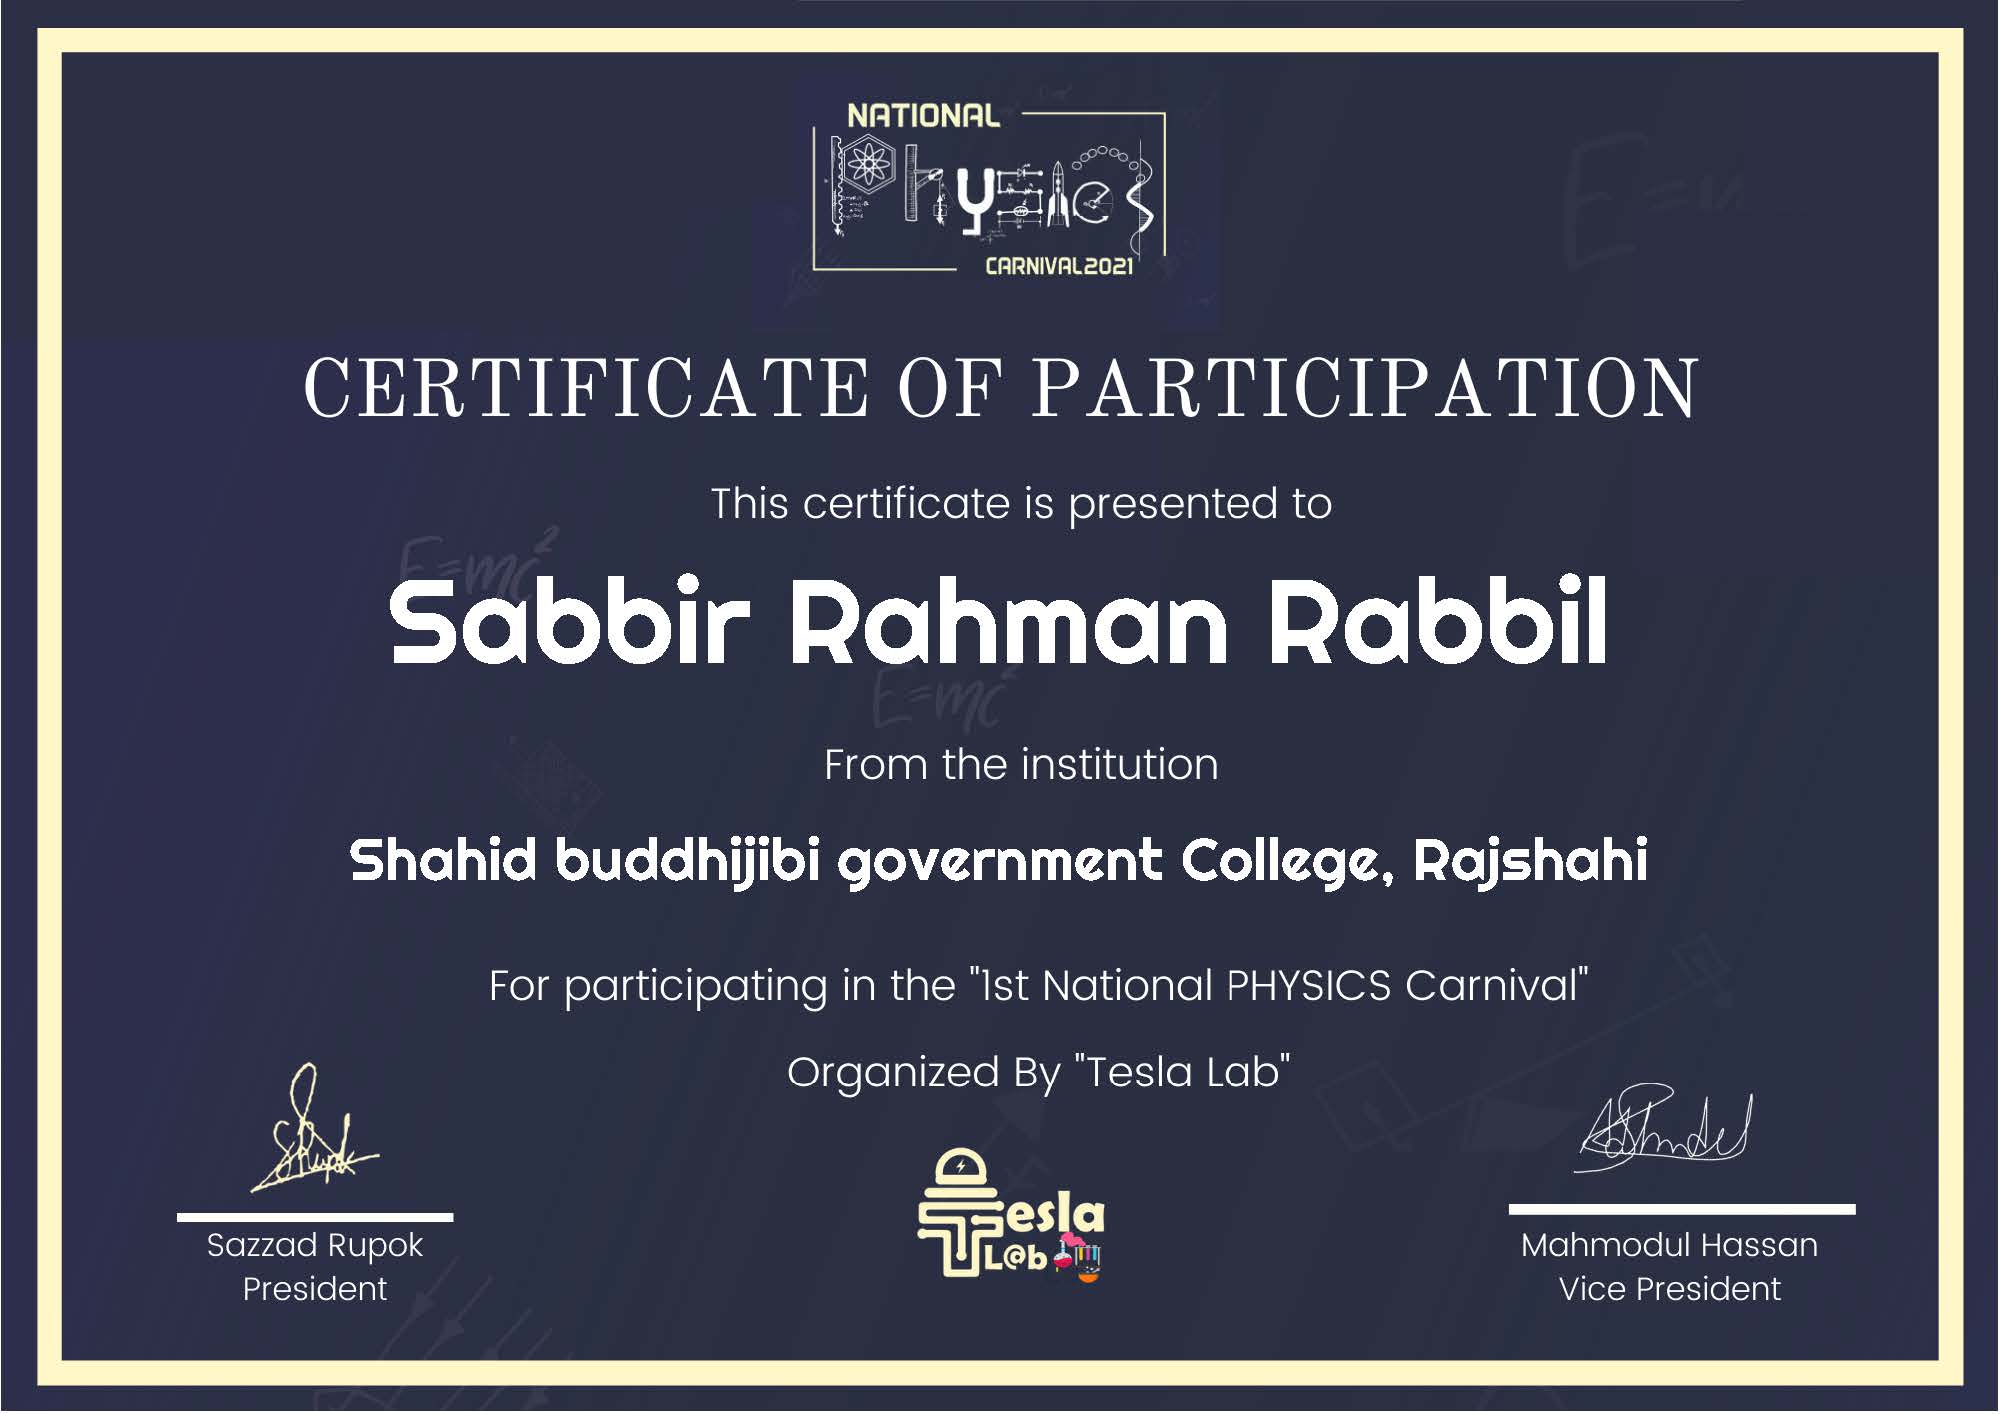 NATIONAL
Physics
CARNIVAL2021
CERTIFICATE OF PARTICIPATION
This certificate is presented to
E=mc²
Sabbir Rahman Rabbil
E=mc²
From the institution
Shahid buddhijibi government College, Rajshahi
For participating in the "1st National PHYSICS Carnival"
Organized By "Tesla Lab"
Tesla
L@b
Sazzad Rupok
President
Mahmodul Hassan
Vice President